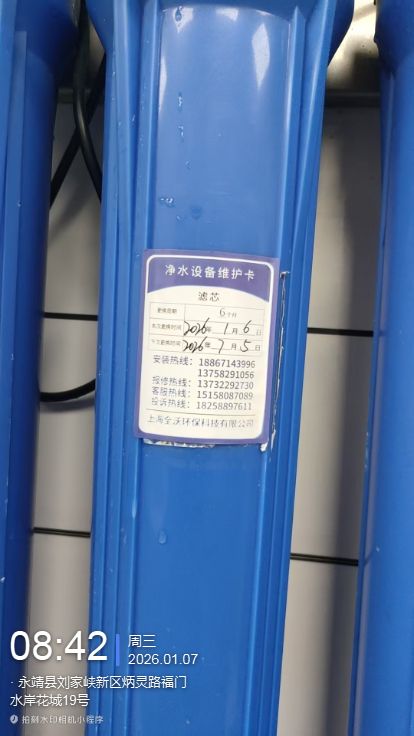 净水设备维护卡
滤芯
更换周期 6个月
本次更换时间 2026年1月6日
下次更换时间 2026年7月5日
安装热线：18867143996
13758291056
报修热线：13732292730
客服热线：15158087089
投诉热线：18258897611
上海全沃环保科技有限公司
08:42
周三
2026.01.07
· 永靖县刘家峡新区炳灵路福门
水岸花城19号
拍刻水印相机小程序